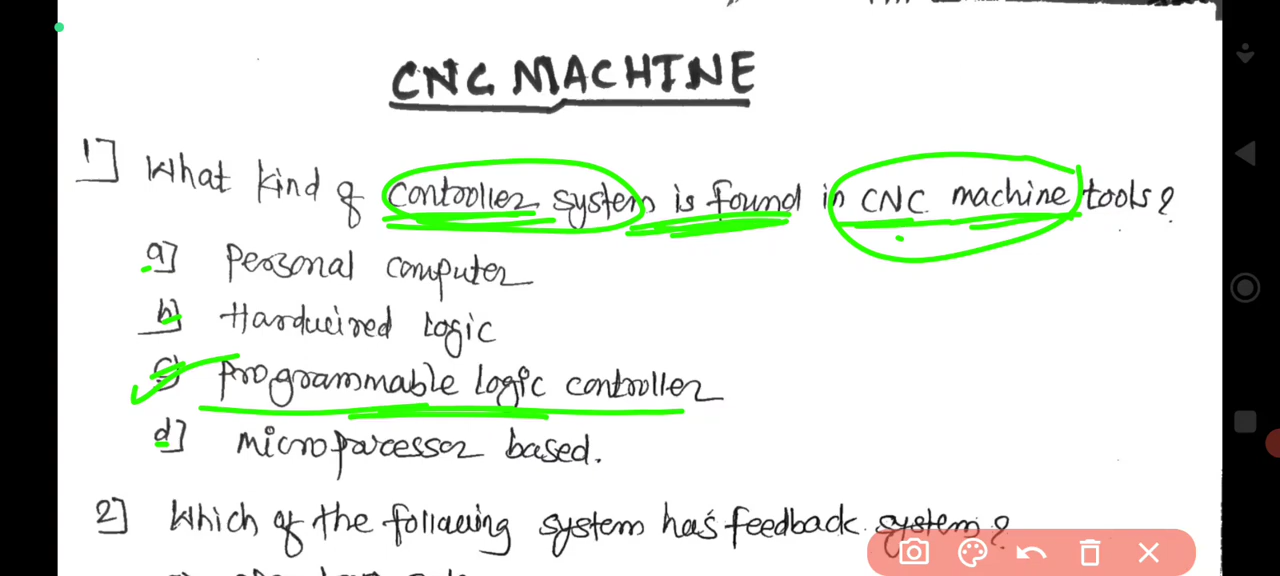 CNC MACHINE
1] What kind of controller system is found in CNC machine tools?
a] Personal computer
b] Hardwired logic
c] Programmable logic controller
d] microparcessor based.
2] Which of the following system has feedback system?